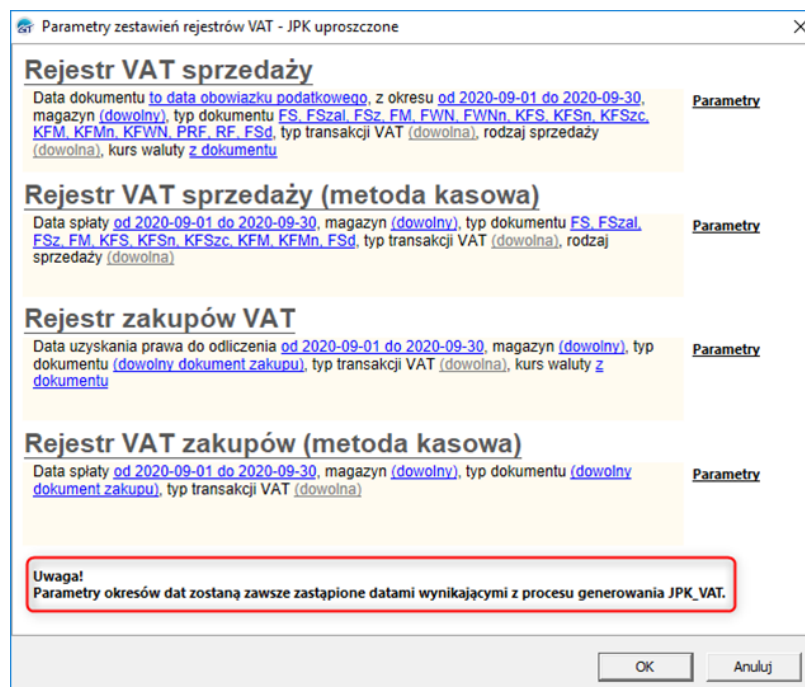 Parametry zestawień rejestrów VAT - JPK uproszczone
Rejestr VAT sprzedaży
Data dokumentu to data obowiazku podatkowego, z okresu od 2020-09-01 do 2020-09-30,
magazyn (dowolny), typ dokumentu FS, FSzal, FSz, FM, FWN, FWNn, KFS, KFSn, KFSzc,
KFM, KFMn, KFWN, PRF, RF, FSd, typ transakcji VAT (dowolna), rodzaj sprzedaży
(dowolna), kurs waluty z dokumentu
Parametry
Rejestr VAT sprzedaży (metoda kasowa)
Data spłaty od 2020-09-01 do 2020-09-30, magazyn (dowolny), typ dokumentu FS, FSzal,
FSz, FM, KFS, KFSn, KFSzc, KFM, KFMn, FSd, typ transakcji VAT (dowolna), rodzaj
sprzedaży (dowolna)
Parametry
Rejestr zakupów VAT
Data uzyskania prawa do odliczenia od 2020-09-01 do 2020-09-30, magazyn (dowolny), typ
dokumentu (dowolny dokument zakupu), typ transakcji VAT (dowolna), kurs waluty z
dokumentu
Parametry
Rejestr VAT zakupów (metoda kasowa)
Data spłaty od 2020-09-01 do 2020-09-30, magazyn (dowolny), typ dokumentu (dowolny
dokument zakupu), typ transakcji VAT (dowolna)
Parametry
Uwaga!
Parametry okresów dat zostaną zawsze zastąpione datami wynikającymi z procesu generowania JPK_VAT.
OK
Anuluj